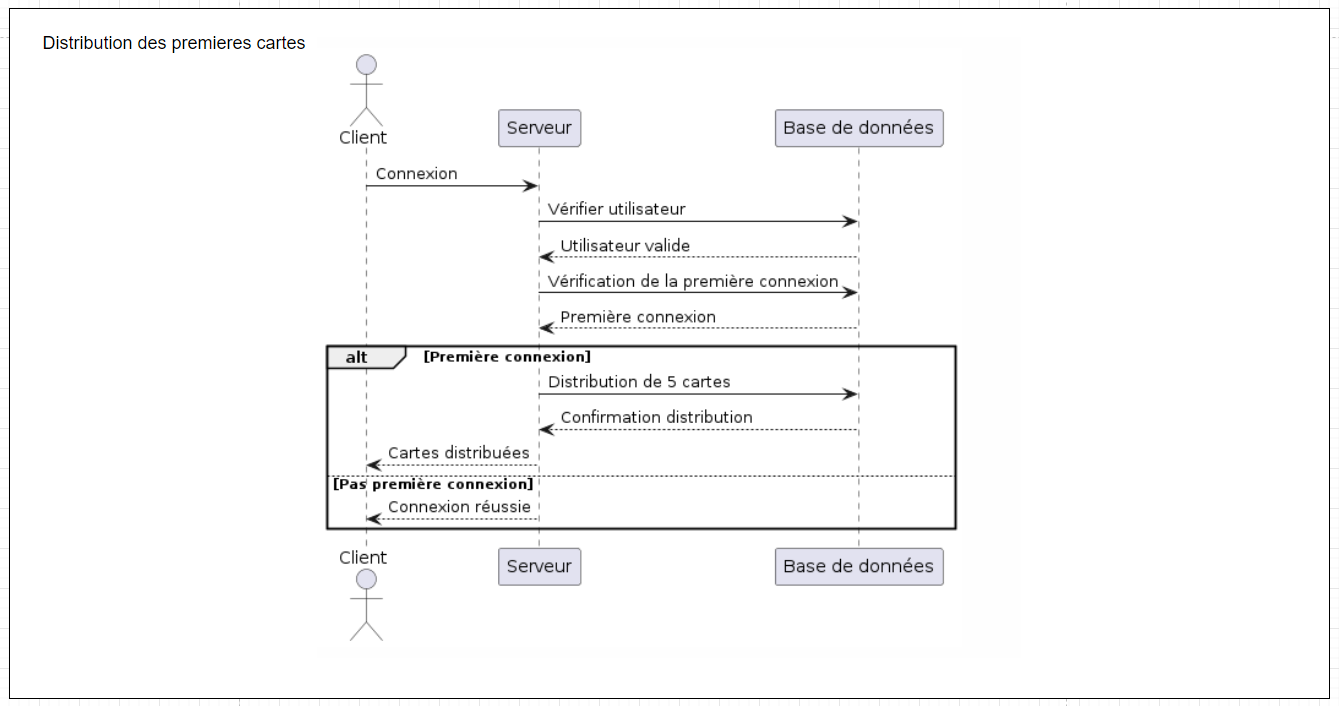 Distribution des premieres cartes
Client
Serveur
Base de données
Connexion
Vérifier utilisateur
Utilisateur valide
Vérification de la première connexion
Première connexion
alt [Première connexion]
Distribution de 5 cartes
Confirmation distribution
Cartes distribuées
[Pas première connexion]
Connexion réussie
Client
Serveur
Base de données